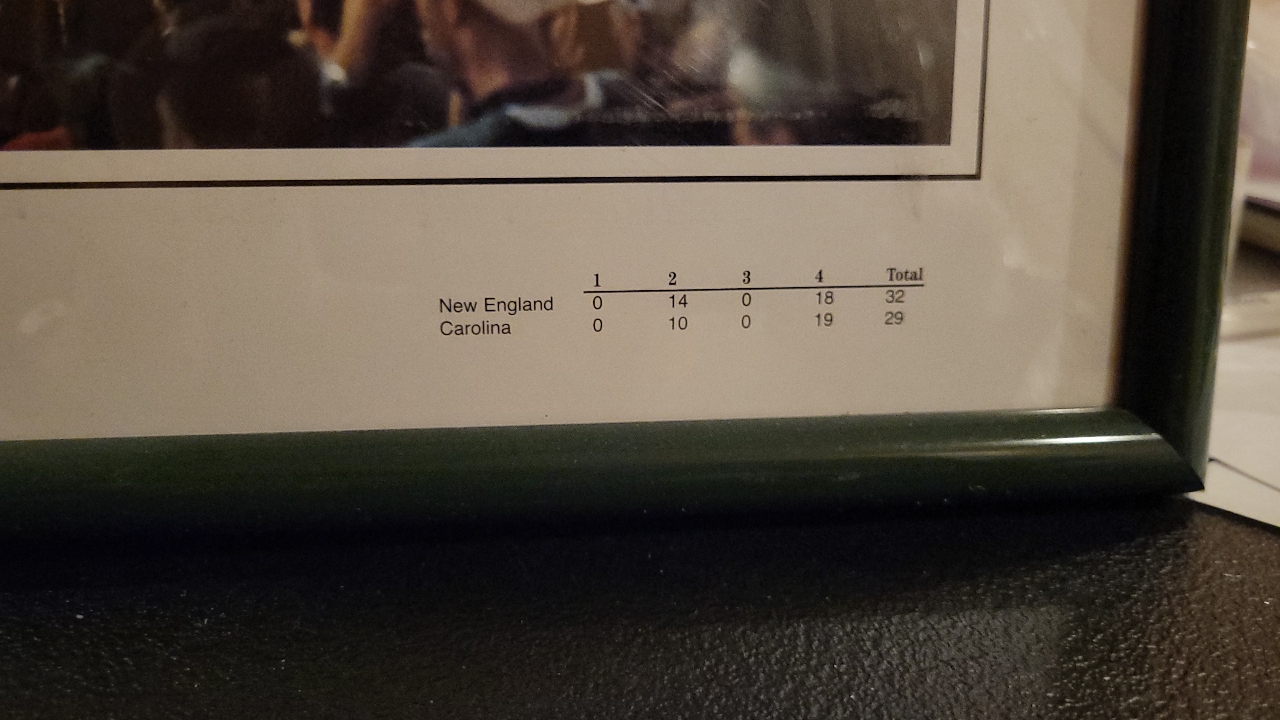 1 2 3 4 Total
New England 0 14 0 18 32
Carolina 0 10 0 19 29